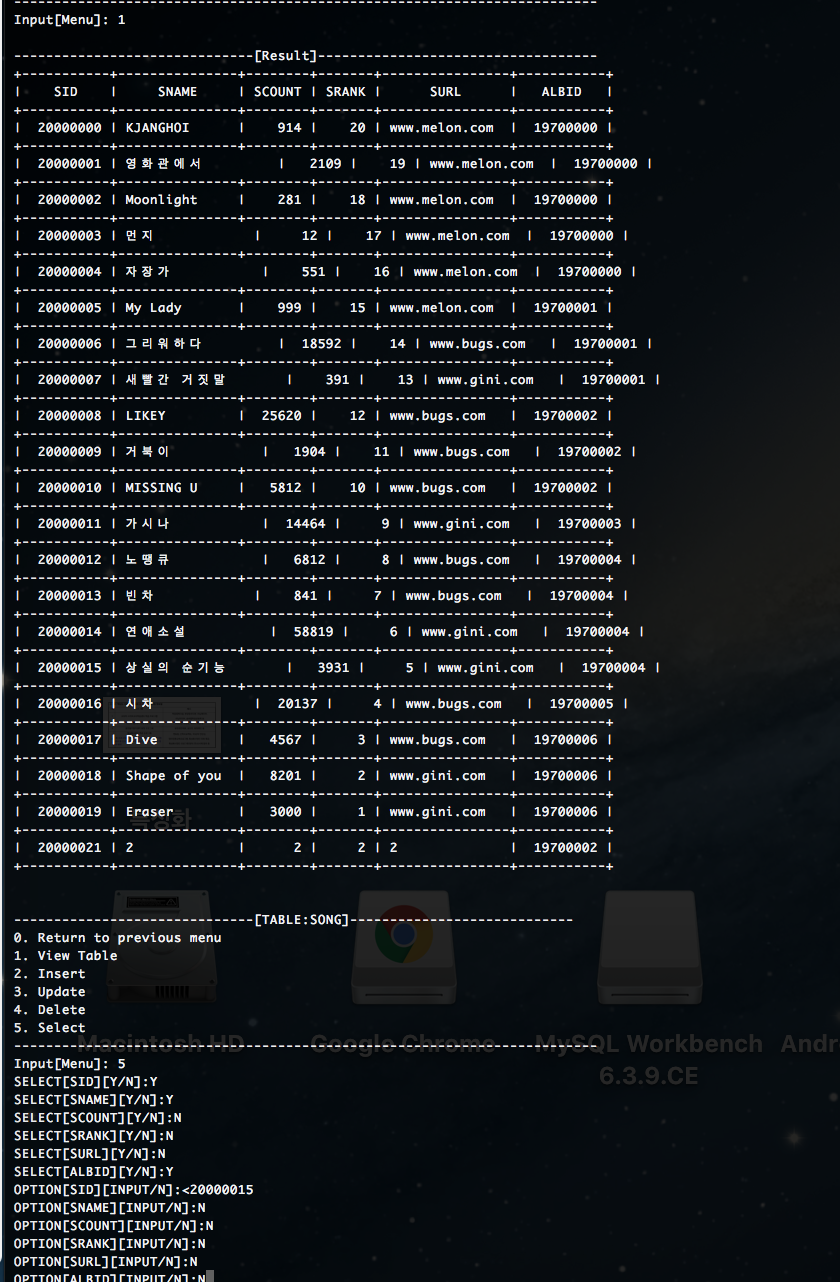 ------------------------------------------------------------------------
Input[Menu]: 1
------------------------------[Result]-----------------------------------
+-----------+---------------+--------+-------+----------------+-----------+
|    SID    |     SNAME     | SCOUNT | SRANK |      SURL      |   ALBID   |
+-----------+---------------+--------+-------+----------------+-----------+
|  20000000 | KJANGHOI      |    914 |    20 | www.melon.com  |  19700000 |
+-----------+---------------+--------+-------+----------------+-----------+
|  20000001 | 영화관에서          |   2109 |    19 | www.melon.com  |  19700000 |
+-----------+---------------+--------+-------+----------------+-----------+
|  20000002 | Moonlight     |    281 |    18 | www.melon.com  |  19700000 |
+-----------+---------------+--------+-------+----------------+-----------+
|  20000003 | 먼지             |     12 |    17 | www.melon.com  |  19700000 |
+-----------+---------------+--------+-------+----------------+-----------+
|  20000004 | 자장가            |    551 |    16 | www.melon.com  |  19700000 |
+-----------+---------------+--------+-------+----------------+-----------+
|  20000005 | My Lady       |    999 |    15 | www.melon.com  |  19700001 |
+-----------+---------------+--------+-------+----------------+-----------+
|  20000006 | 그리워하다          |  18592 |    14 | www.bugs.com   |  19700001 |
+-----------+---------------+--------+-------+----------------+-----------+
|  20000007 | 새빨간 거짓말        |    391 |    13 | www.gini.com   |  19700001 |
+-----------+---------------+--------+-------+----------------+-----------+
|  20000008 | LIKEY         |  25620 |    12 | www.bugs.com   |  19700002 |
+-----------+---------------+--------+-------+----------------+-----------+
|  20000009 | 거북이            |   1904 |    11 | www.bugs.com   |  19700002 |
+-----------+---------------+--------+-------+----------------+-----------+
|  20000010 | MISSING U     |   5812 |    10 | www.bugs.com   |  19700002 |
+-----------+---------------+--------+-------+----------------+-----------+
|  20000011 | 가시나            |  14464 |     9 | www.gini.com   |  19700003 |
+-----------+---------------+--------+-------+----------------+-----------+
|  20000012 | 노땡큐            |   6812 |     8 | www.bugs.com   |  19700004 |
+-----------+---------------+--------+-------+----------------+-----------+
|  20000013 | 빈차             |    841 |     7 | www.bugs.com   |  19700004 |
+-----------+---------------+--------+-------+----------------+-----------+
|  20000014 | 연애소설           |  58819 |     6 | www.gini.com   |  19700004 |
+-----------+---------------+--------+-------+----------------+-----------+
|  20000015 | 상실의 순기능        |   3931 |     5 | www.gini.com   |  19700004 |
+-----------+---------------+--------+-------+----------------+-----------+
|  20000016 | 시차             |  20137 |     4 | www.bugs.com   |  19700005 |
+-----------+---------------+--------+-------+----------------+-----------+
|  20000017 | Dive          |   4567 |     3 | www.bugs.com   |  19700006 |
+-----------+---------------+--------+-------+----------------+-----------+
|  20000018 | Shape of you  |   8201 |     2 | www.gini.com   |  19700006 |
+-----------+---------------+--------+-------+----------------+-----------+
|  20000019 | Eraser        |   3000 |     1 | www.gini.com   |  19700006 |
+-----------+---------------+--------+-------+----------------+-----------+
|  20000021 | 2             |      2 |     2 | 2              |  19700002 |
+-----------+---------------+--------+-------+----------------+-----------+
------------------------------[TABLE:SONG]----------------------------
0. Return to previous menu
1. View Table
2. Insert
3. Update
4. Delete
5. Select
-------------------------------------------------------------------------
Macintosh HD
Google Chrome
MySQL Workbench
Andr
6.3.9.CE
Input[Menu]: 5
SELECT[SID][Y/N]:Y
SELECT[SNAME][Y/N]:Y
SELECT[SCOUNT][Y/N]:N
SELECT[SRANK][Y/N]:N
SELECT[SURL][Y/N]:N
SELECT[ALBID][Y/N]:Y
OPTION[SID][INPUT/N]:<20000015
OPTION[SNAME][INPUT/N]:N
OPTION[SCOUNT][INPUT/N]:N
OPTION[SRANK][INPUT/N]:N
OPTION[SURL][INPUT/N]:N
OPTION[ALBID][INPUT/N]:N